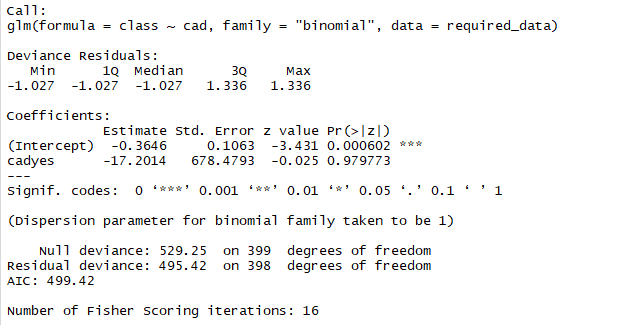 Call:
glm(formula = class ~ cad, family = "binomial", data = required_data)
Deviance Residuals:
    Min      1Q  Median      3Q     Max
-1.027  -1.027  -1.027   1.336   1.336
Coefficients:
            Estimate Std. Error z value Pr(>|z|)
(Intercept)  -0.3646     0.1063  -3.431 0.000602 ***
cadyes      -17.2014   678.4793  -0.025 0.979773
---
Signif. codes:  0 ‘***’ 0.001 ‘**’ 0.01 ‘*’ 0.05 ‘.’ 0.1 ‘ ’ 1
(Dispersion parameter for binomial family taken to be 1)
    Null deviance: 529.25  on 399  degrees of freedom
Residual deviance: 495.42  on 398  degrees of freedom
AIC: 499.42
Number of Fisher Scoring iterations: 16